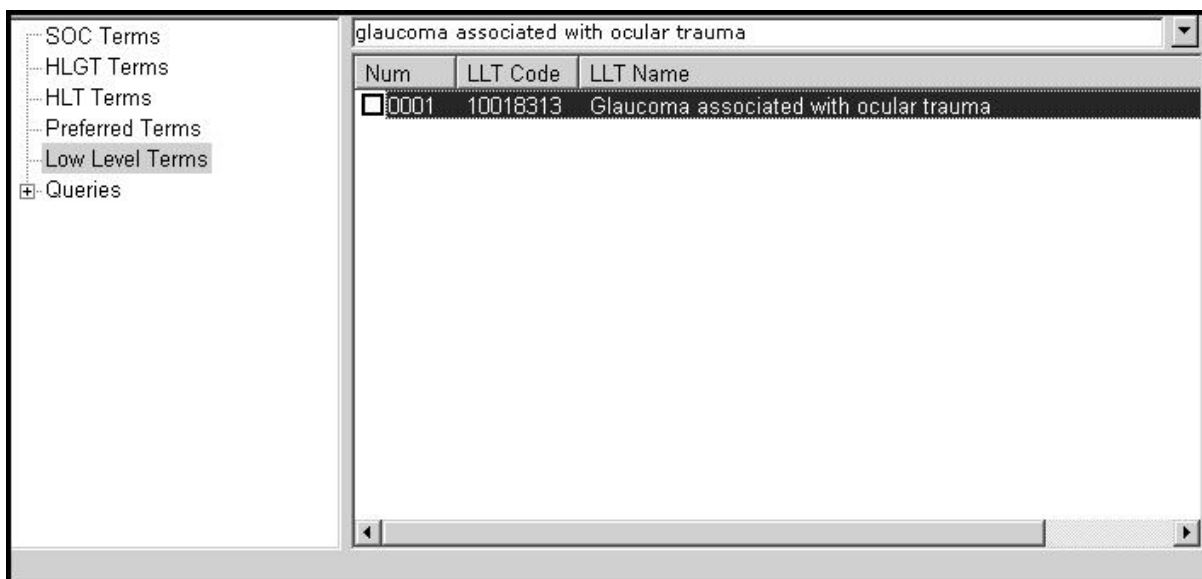 SOC Terms
HLGT Terms
HLT Terms
Preferred Terms
Low Level Terms
Queries
glaucoma associated with ocular trauma
Num LLT Code LLT Name
0001 10018313 Glaucoma associated with ocular trauma